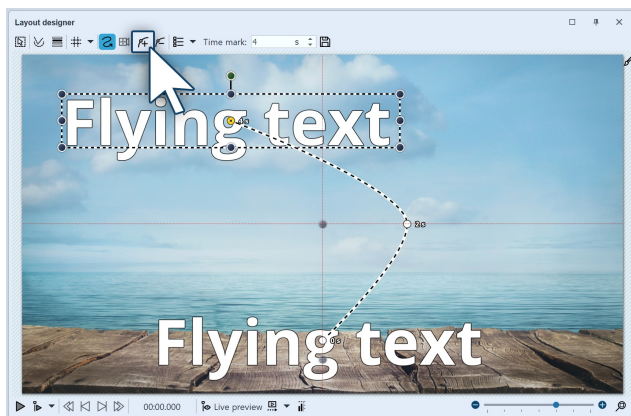 Layout designer
Time mark: 4 s
Flying text
4s
2s
Flying text
0s
00:00.000 Live preview